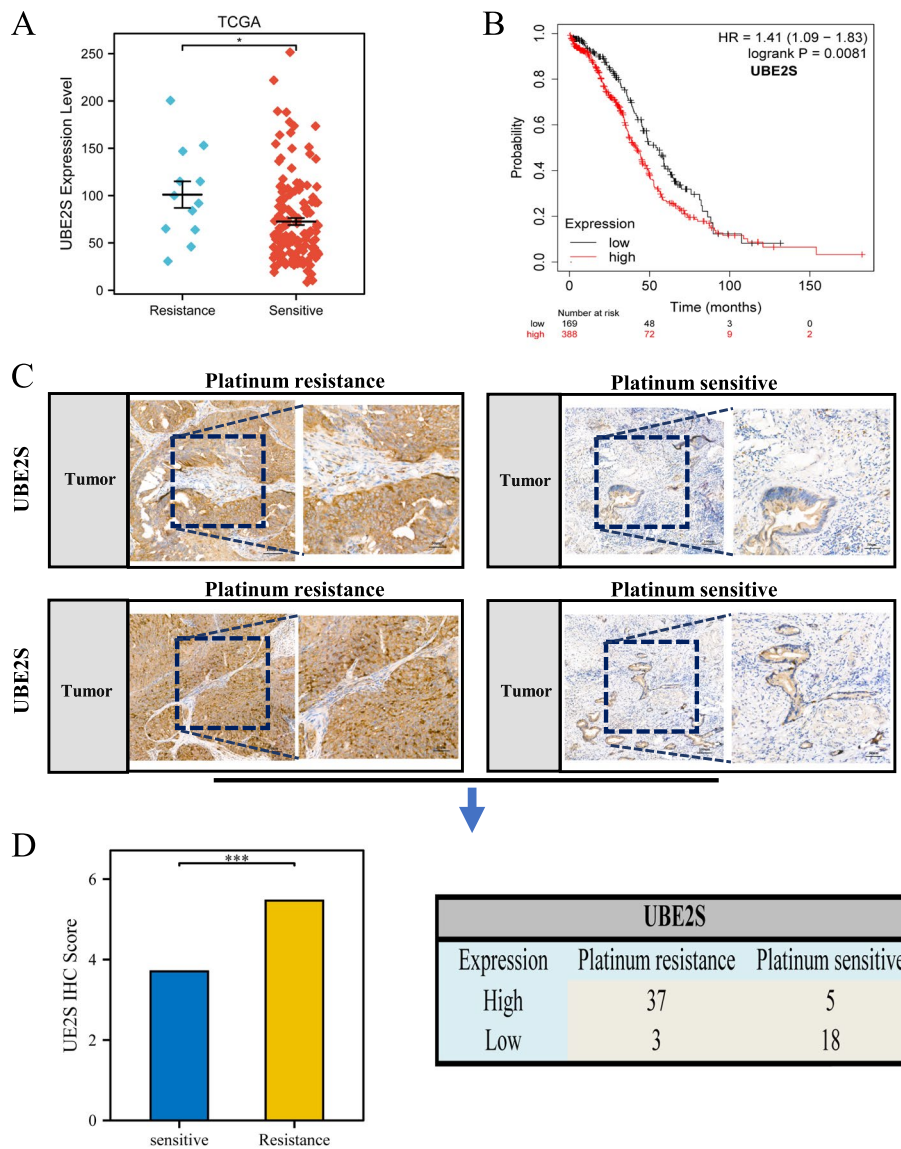 A
TCGA
*
UBE2S Expression Level
250
200
150
100
50
0
Resistance
Sensitive
B
HR = 1.41 (1.09 − 1.83)
logrank P = 0.0081
UBE2S
Probability
1.0
0.8
0.6
0.4
0.2
0.0
Expression
low
high
0
50
100
150
Time (months)
Number at risk
low 169 48 3 0
high 388 72 9 2
C
Platinum resistance
Platinum sensitive
UBE2S
Tumor
Tumor
Platinum resistance
Platinum sensitive
UBE2S
Tumor
Tumor
D
***
UE2S IHC Score
6
4
2
0
sensitive
Resistance
UBE2S
Expression Platinum resistance Platinum sensitive
High 37 5
Low 3 18